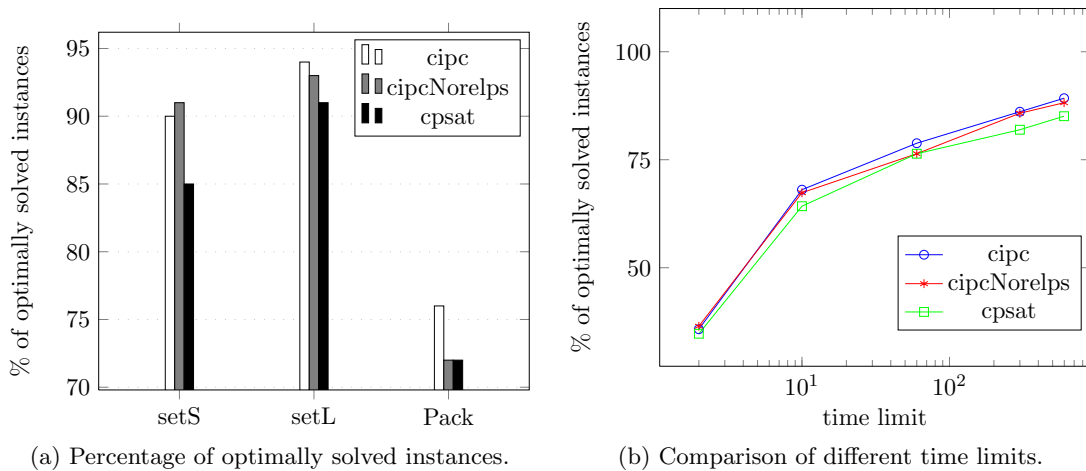 % of optimally solved instances
95
90
85
80
75
70
setS
setL
Pack
cipc
cipcNorelps
cpsat
(a) Percentage of optimally solved instances.
% of optimally solved instances
100
75
50
10^1
10^2
time limit
cipc
cipcNorelps
cpsat
(b) Comparison of different time limits.